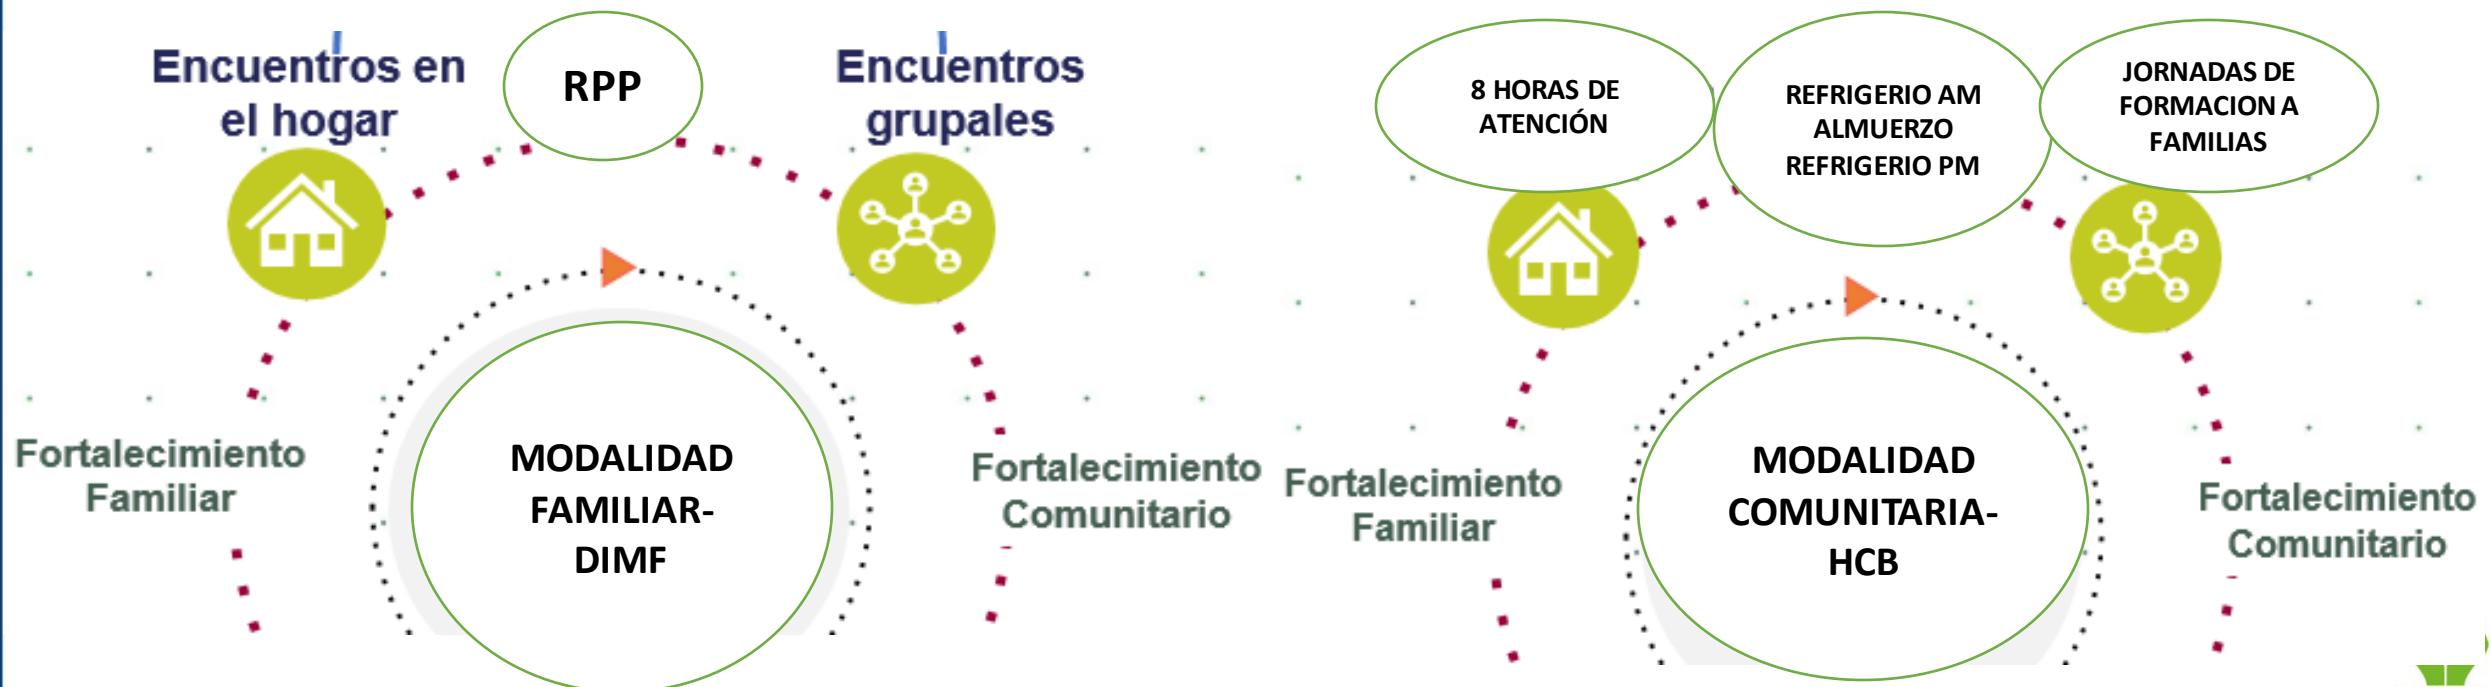 Encuentros en
el hogar
RPP
Encuentros
grupales
Fortalecimiento
Familiar
MODALIDAD
FAMILIAR-
DIMF
Fortalecimiento
Comunitario
8 HORAS DE
ATENCIÓN
REFRIGERIO AM
ALMUERZO
REFRIGERIO PM
JORNADAS DE
FORMACION A
FAMILIAS
Fortalecimiento
Familiar
MODALIDAD
COMUNITARIA-
HCB
Fortalecimiento
Comunitario